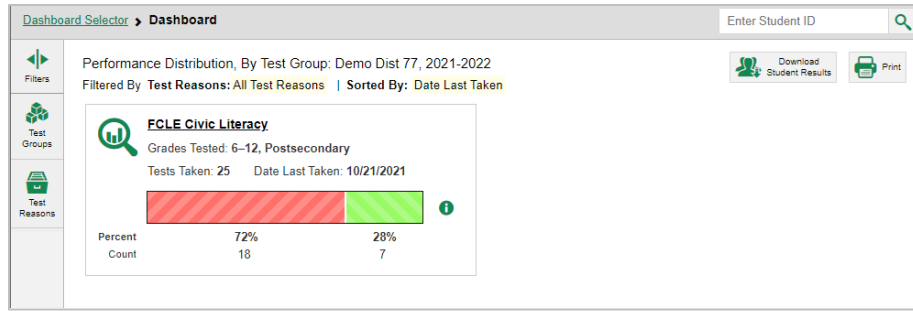 Dashboard Selector > Dashboard
Enter Student ID
Filters
Test
Groups
Test
Reasons
Performance Distribution, By Test Group: Demo Dist 77, 2021-2022
Filtered By Test Reasons: All Test Reasons | Sorted By: Date Last Taken
Download
Student Results
Print
FCLE Civic Literacy
Grades Tested: 6–12, Postsecondary
Tests Taken: 25 Date Last Taken: 10/21/2021
Percent 72% 28%
Count 18 7